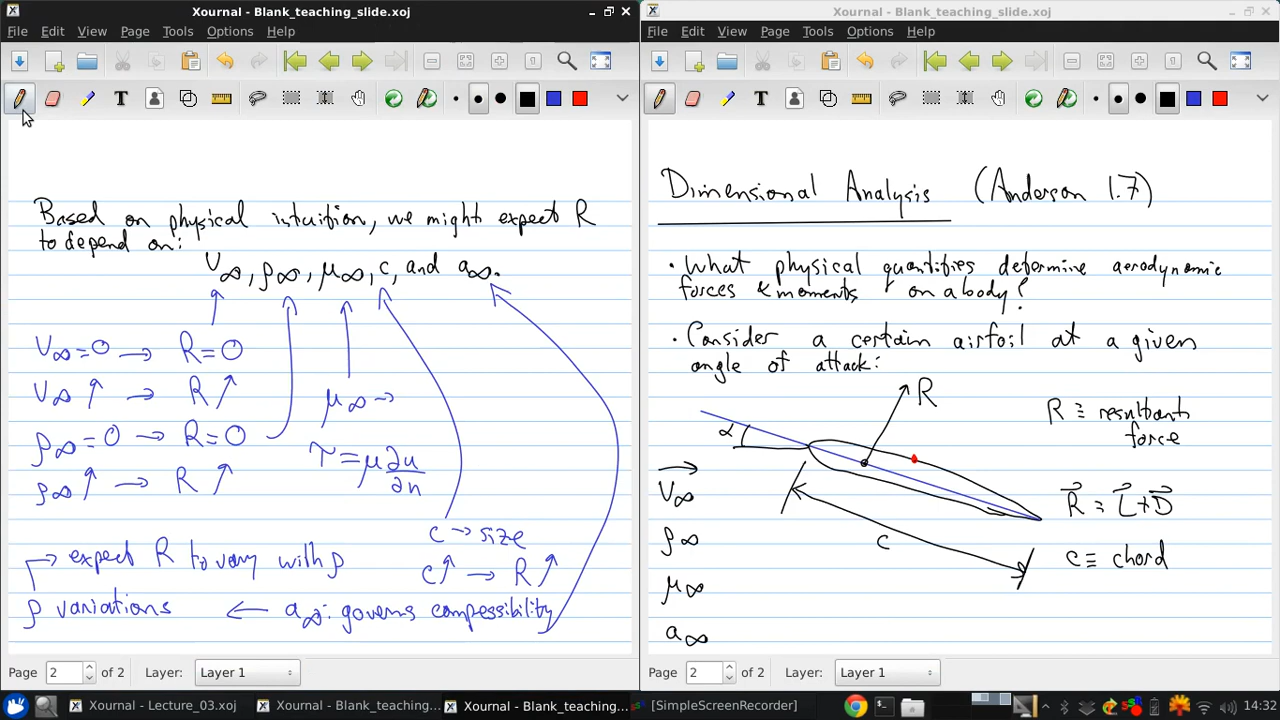 Xournal - Blank_teaching_slide.xoj
File Edit View Page Tools Options Help
Based on physical intuition, we might expect R
to depend on:
V∞, ρ∞, μ∞, c, and a∞.
V∞=0 → R=0
V∞ ↑ → R ↑
ρ∞=0 → R=0
ρ∞ ↑ → R ↑
μ∞ →
τ=μ ∂u/∂n
c → size
c↑ → R ↑
expect R to vary with ρ
ρ variations ← a∞: governs compessibility
Page 2 of 2 Layer: Layer 1
Xournal - Blank_teaching_slide.xoj
File Edit View Page Tools Options Help
Dimensional Analysis (Anderson 1.7)
• What physical quantifies determine aerodynamic
forces & moments on a body?
• Consider a certain airfoil at a given
angle of attack:
R
R ≡ resultant
force
α
V∞
R⃗ ≡ L⃗+D⃗
ρ∞
c
c ≡ chord
μ∞
a∞
Page 2 of 2 Layer: Layer 1
Xournal - Lecture_03.xoj
Xournal - Blank_teaching...
Xournal - Blank_teaching...
[SimpleScreenRecorder]
14:32